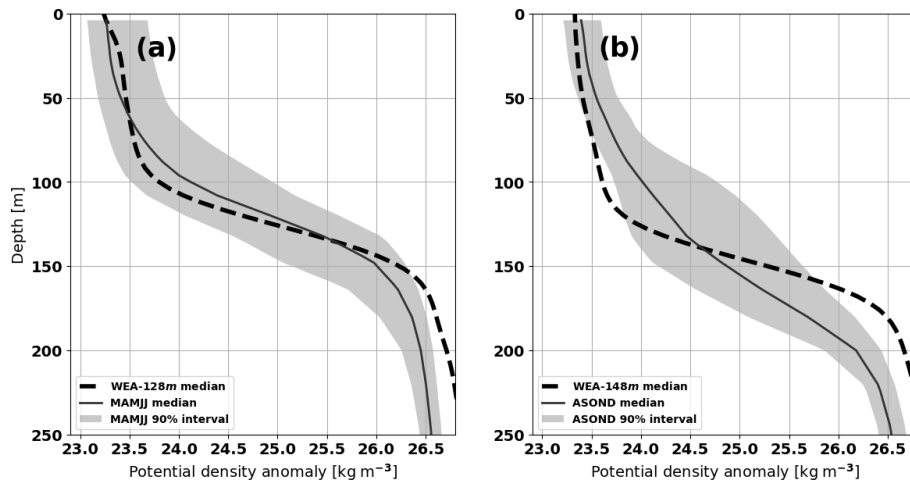 (a)
Depth [m]
0
50
100
150
200
250
WEA-128m median
MAMJJ median
MAMJJ 90% interval
23.0 23.5 24.0 24.5 25.0 25.5 26.0 26.5
Potential density anomaly [kg m⁻³]
(b)
0
50
100
150
200
250
WEA-148m median
ASOND median
ASOND 90% interval
23.0 23.5 24.0 24.5 25.0 25.5 26.0 26.5
Potential density anomaly [kg m⁻³]